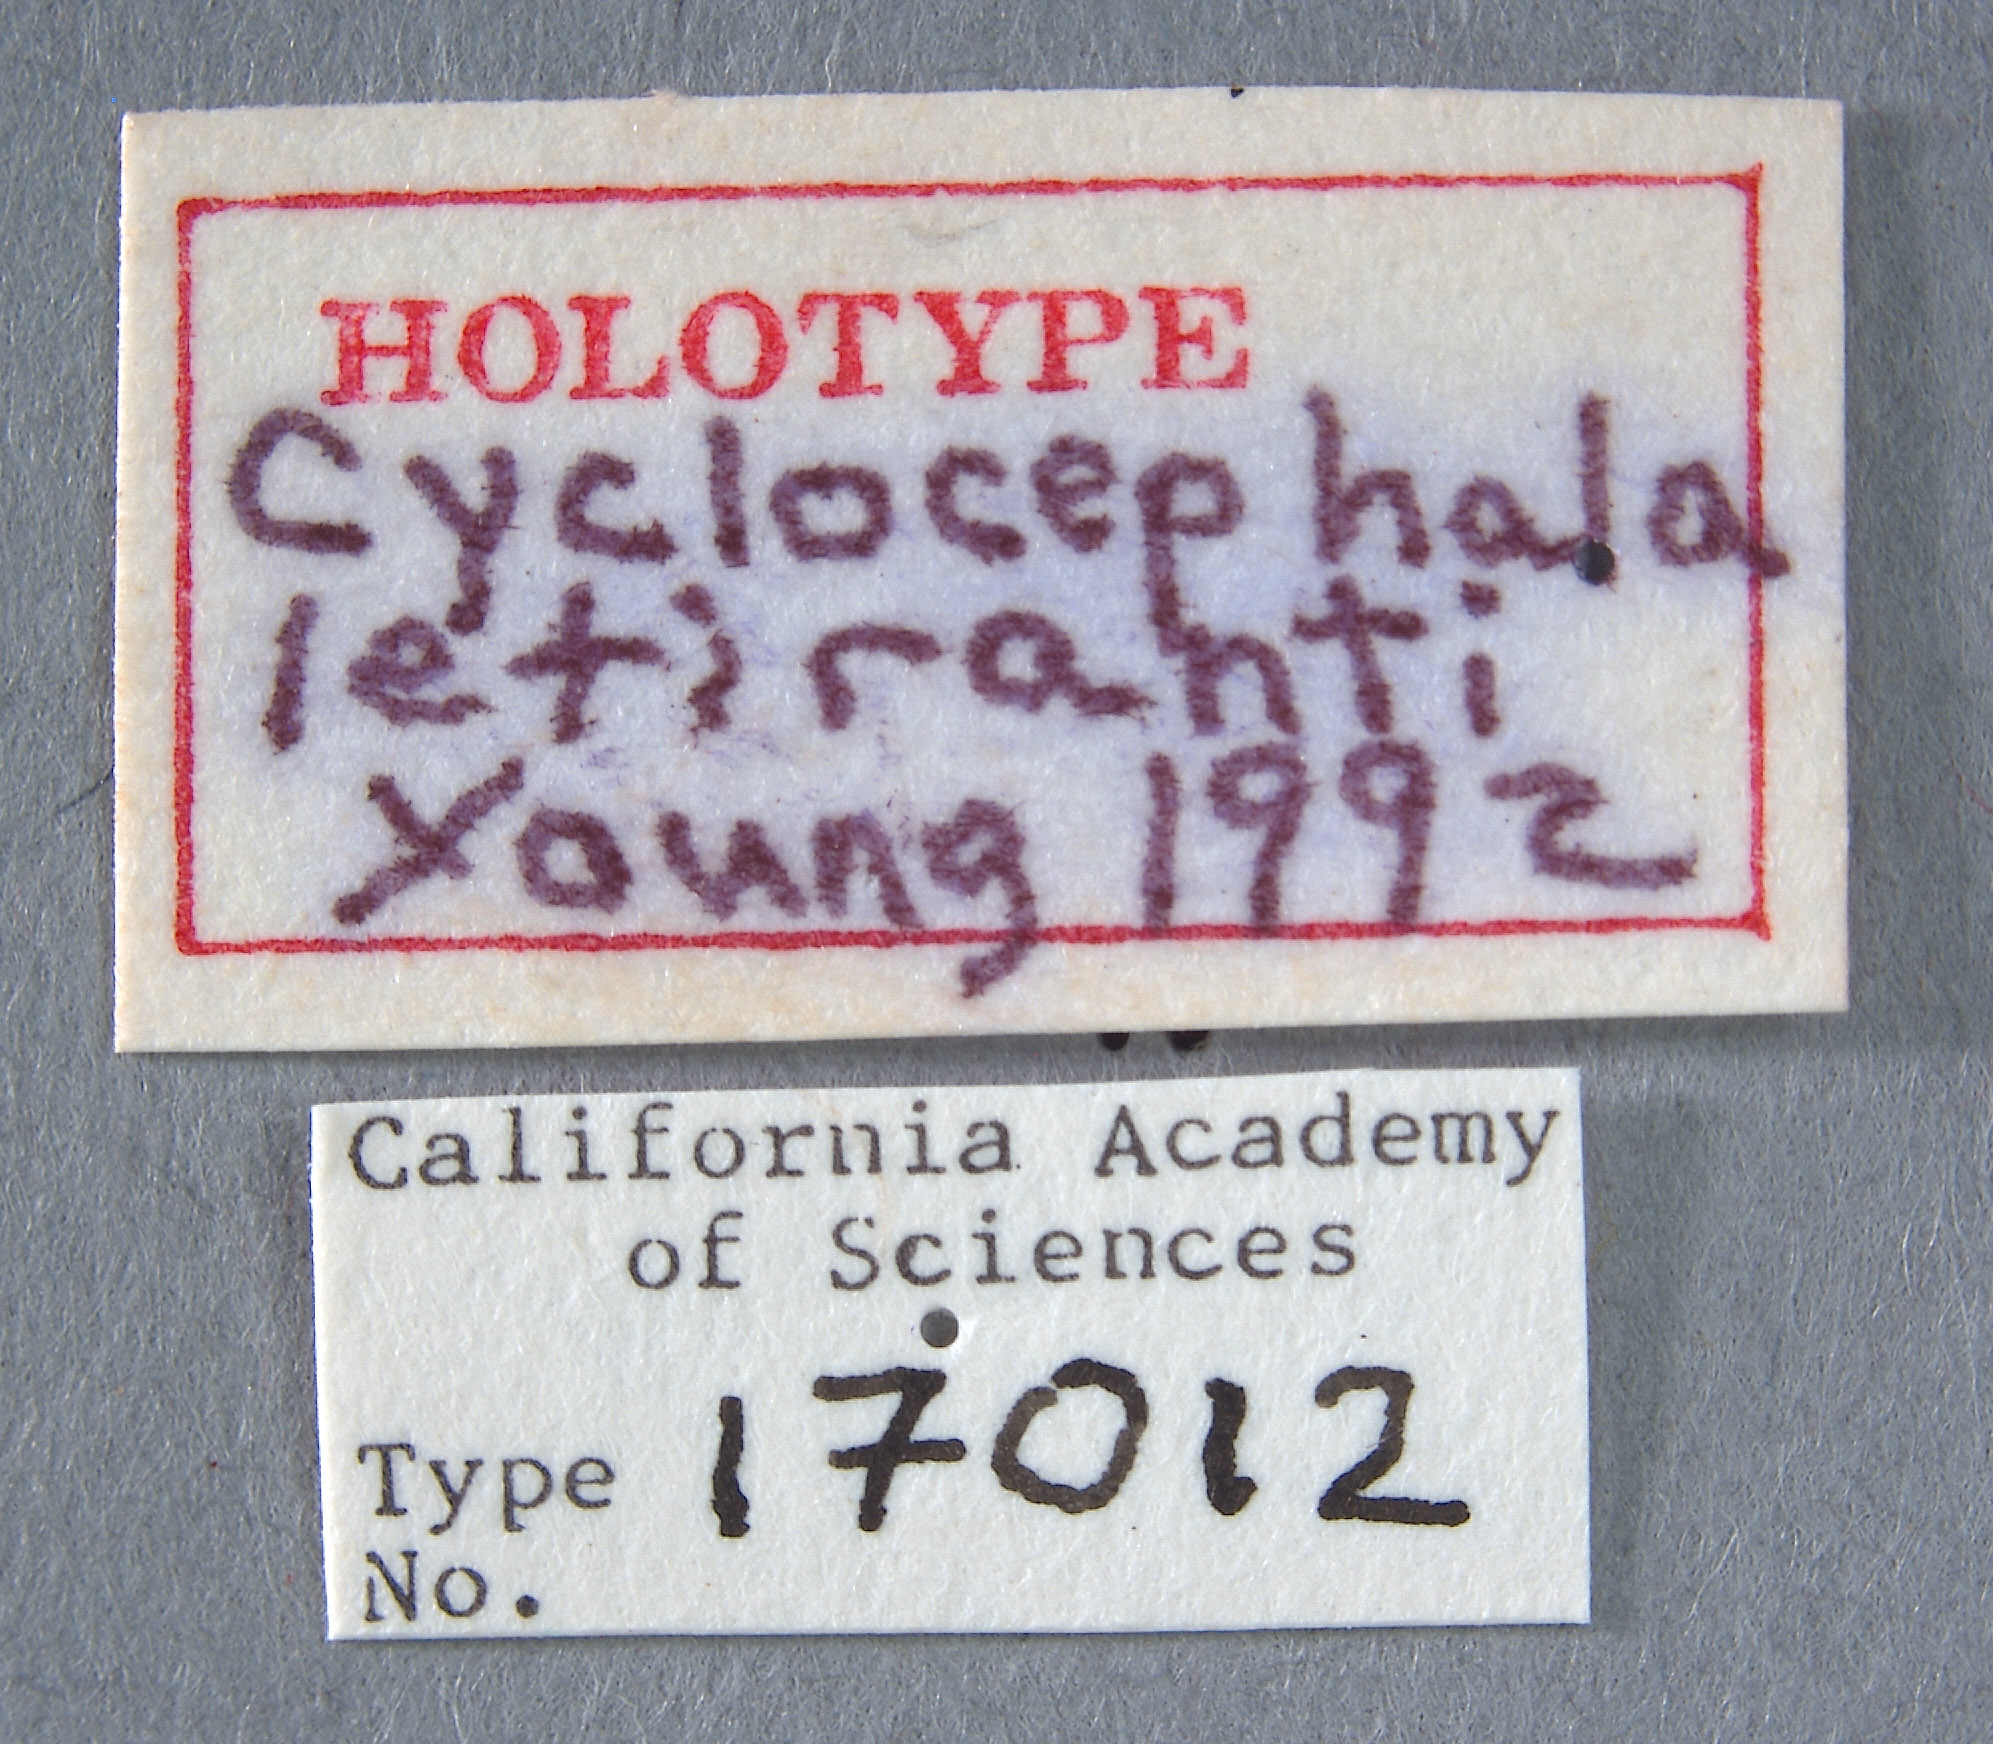 HOLOTYPE
Cyclocephala
letiranti
Young 1992
California Academy
of Sciences
Type 17012
No.